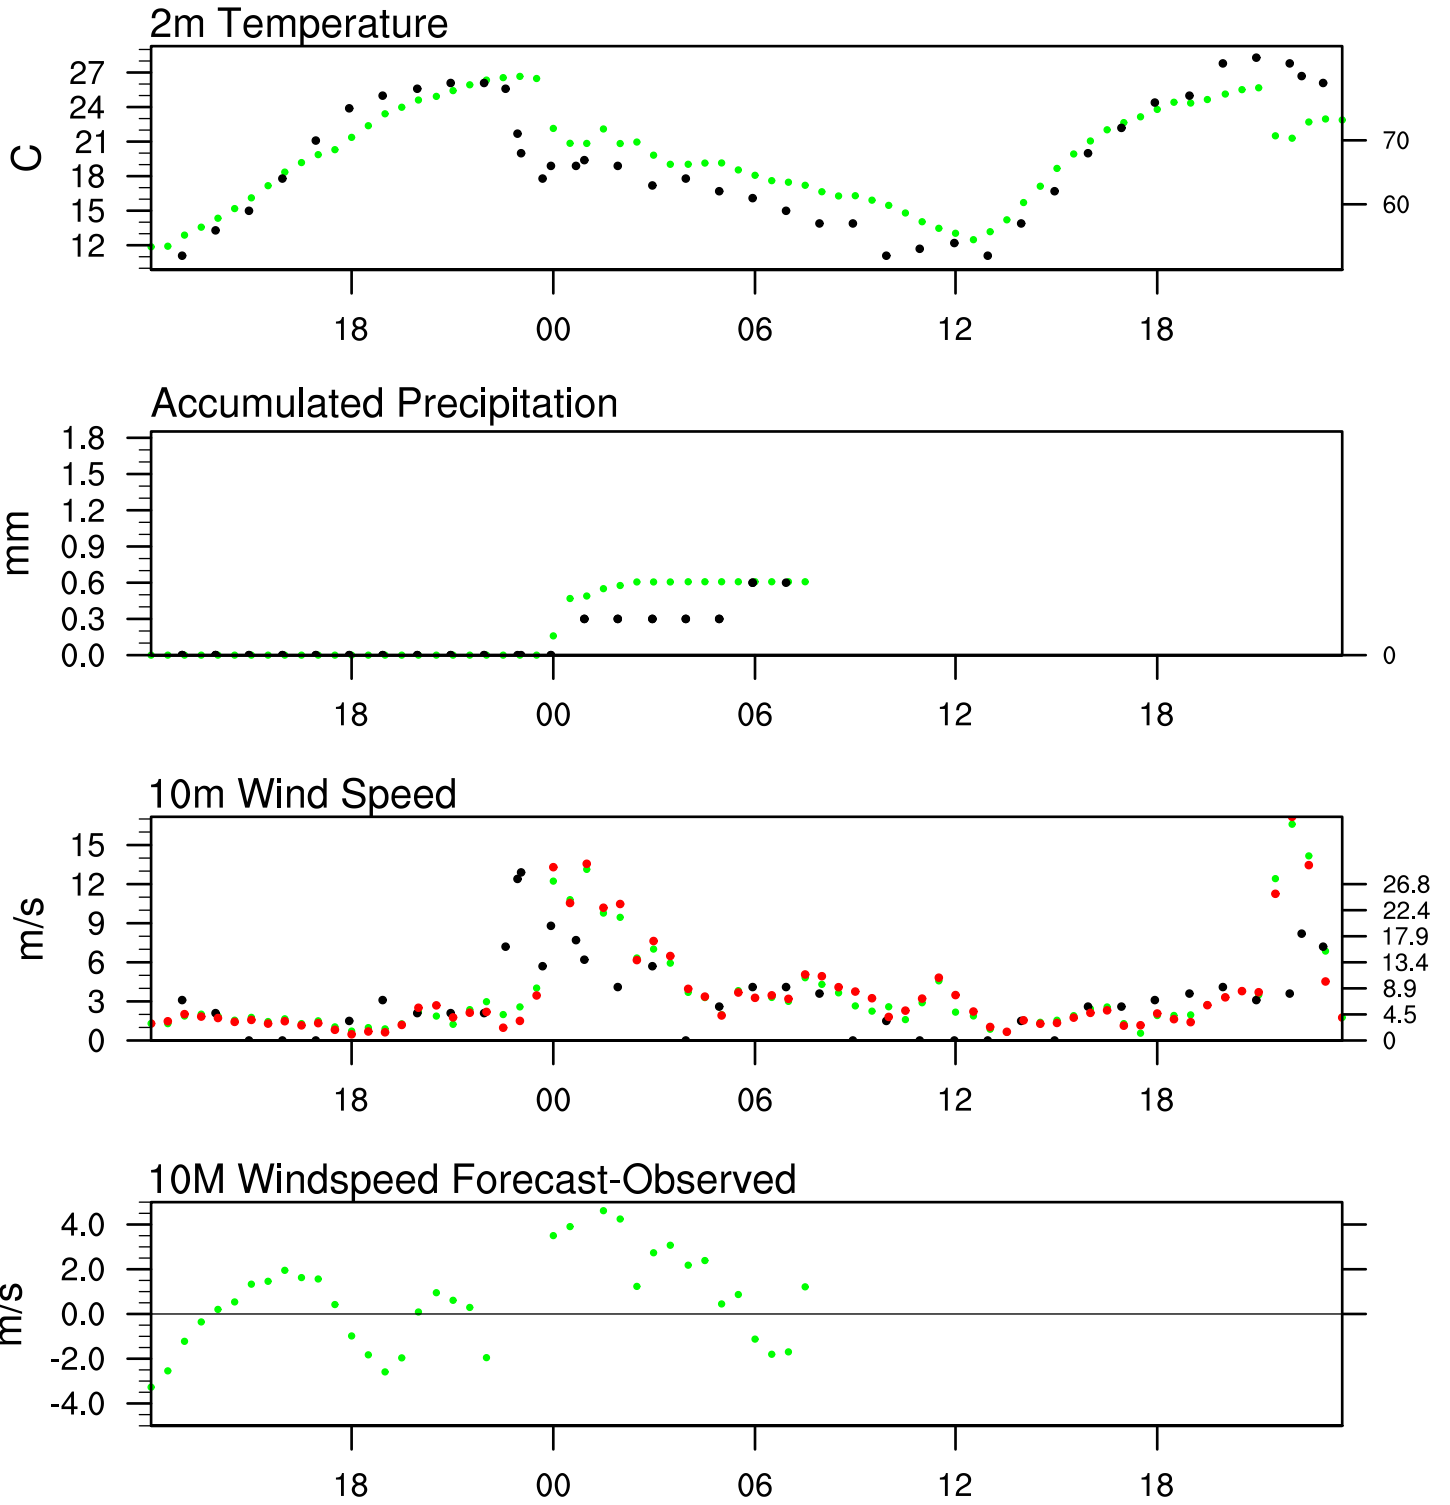 2m Temperature
27
24
21
18
15
12
C
70
60
18 00 06 12 18
Accumulated Precipitation
1.8
1.5
1.2
0.9
0.6
0.3
0.0
mm
0
18 00 06 12 18
10m Wind Speed
15
12
9
6
3
0
m/s
26.8
22.4
17.9
13.4
8.9
4.5
0
18 00 06 12 18
10M Windspeed Forecast-Observed
4.0
2.0
0.0
-2.0
-4.0
m/s
18 00 06 12 18